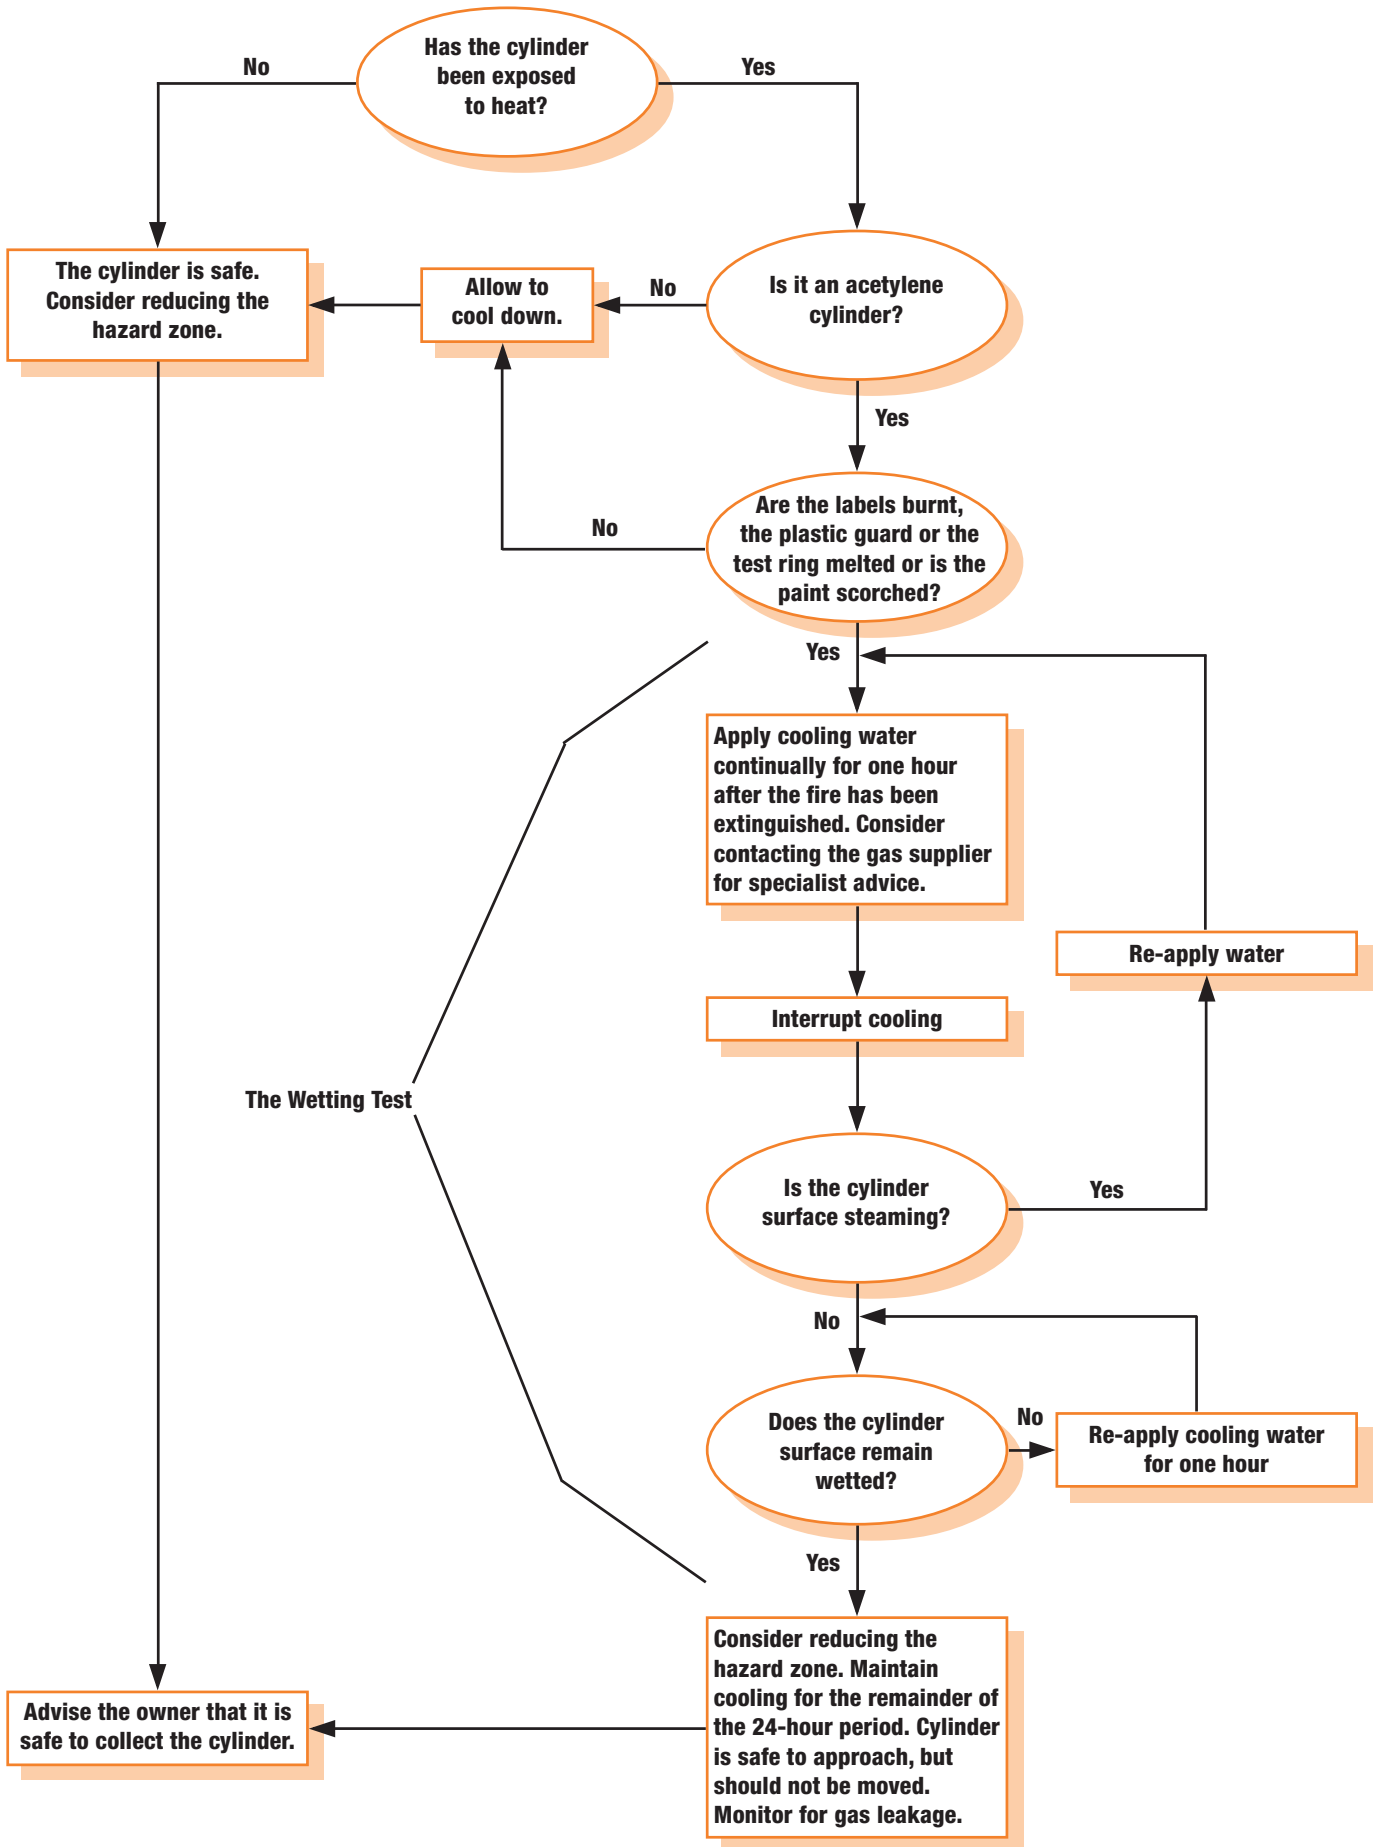 Has the cylinder
been exposed
to heat?
No
Yes
The cylinder is safe.
Consider reducing the
hazard zone.
Allow to
cool down.
No
Is it an acetylene
cylinder?
Yes
Are the labels burnt,
the plastic guard or the
test ring melted or is the
paint scorched?
No
Yes
Apply cooling water
continually for one hour
after the fire has been
extinguished. Consider
contacting the gas supplier
for specialist advice.
Re-apply water
Interrupt cooling
The Wetting Test
Is the cylinder
surface steaming?
Yes
No
Does the cylinder
surface remain
wetted?
No
Re-apply cooling water
for one hour
Yes
Consider reducing the
hazard zone. Maintain
cooling for the remainder of
the 24-hour period. Cylinder
is safe to approach, but
should not be moved.
Monitor for gas leakage.
Advise the owner that it is
safe to collect the cylinder.